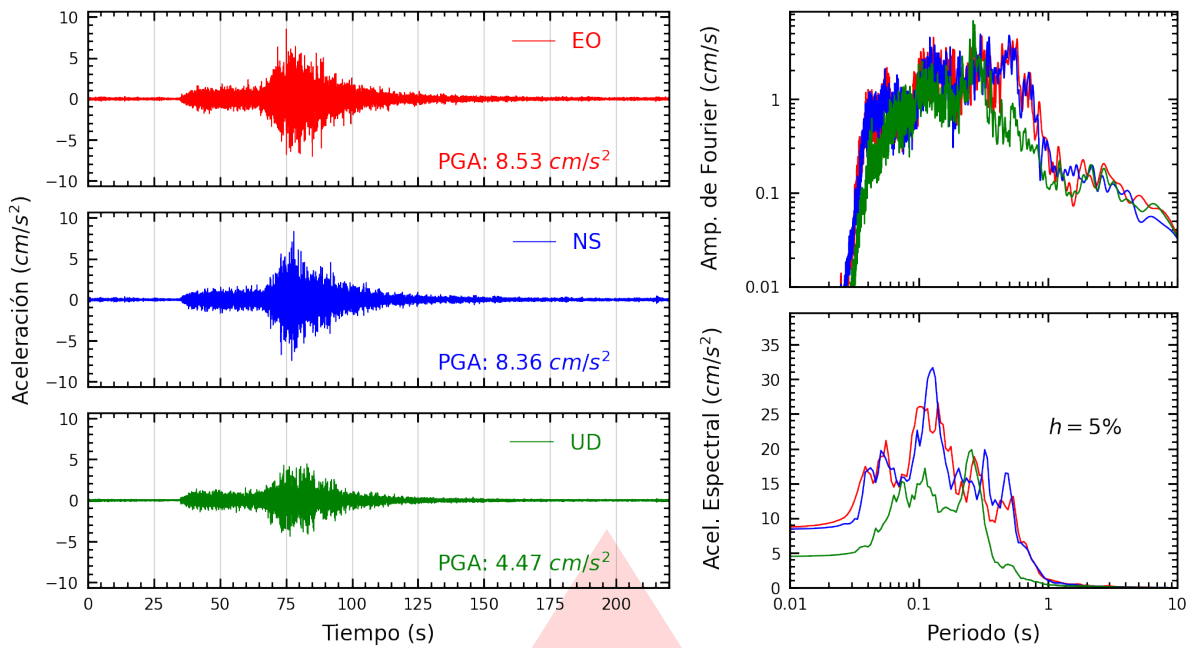 Aceleración (cm/s²)
10
5
0
−5
−10
EO
PGA: 8.53 cm/s²
10
5
0
−5
−10
NS
PGA: 8.36 cm/s²
10
5
0
−5
−10
UD
PGA: 4.47 cm/s²
0 25 50 75 100 125 150 175 200
Tiempo (s)
Amp. de Fourier (cm/s)
1
0.1
0.01
Acel. Espectral (cm/s²)
35
30
25
20
15
10
5
0
h = 5%
0.01 0.1 1 10
Periodo (s)